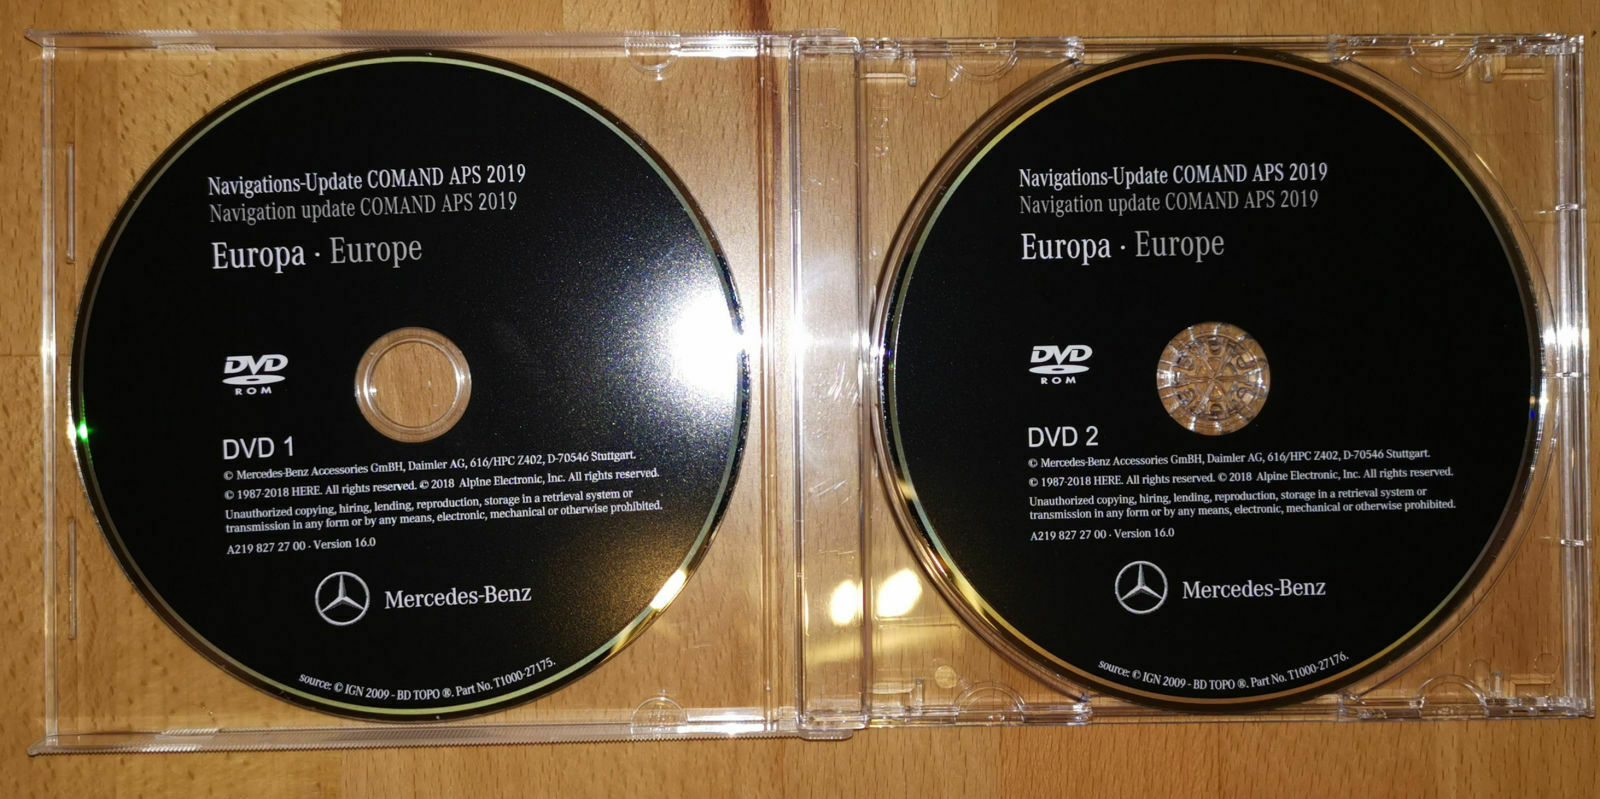 Navigations-Update COMAND APS 2019
Navigation update COMAND APS 2019
Europa · Europe
DVD
ROM
DVD 1
© Mercedes-Benz Accessories GmbH, Daimler AG, 616/HPC Z402, D-70546 Stuttgart.
© 1987-2018 HERE. All rights reserved. © 2018 Alpine Electronic, Inc. All rights reserved.
Unauthorized copying, hiring, lending, reproduction, storage in a retrieval system or
transmission in any form or by any means, electronic, mechanical or otherwise prohibited.
A219 827 27 00 · Version 16.0
Mercedes-Benz
source: © IGN 2009 - BD TOPO ®. Part No. T1000-27175.
Navigations-Update COMAND APS 2019
Navigation update COMAND APS 2019
Europa · Europe
DVD
ROM
DVD 2
© Mercedes-Benz Accessories GmbH, Daimler AG, 616/HPC Z402, D-70546 Stuttgart.
© 1987-2018 HERE. All rights reserved. © 2018 Alpine Electronic, Inc. All rights reserved.
Unauthorized copying, hiring, lending, reproduction, storage in a retrieval system or
transmission in any form or by any means, electronic, mechanical or otherwise prohibited.
A219 827 27 00 · Version 16.0
Mercedes-Benz
source: © IGN 2009 - BD TOPO ®. Part No. T1000-27176.